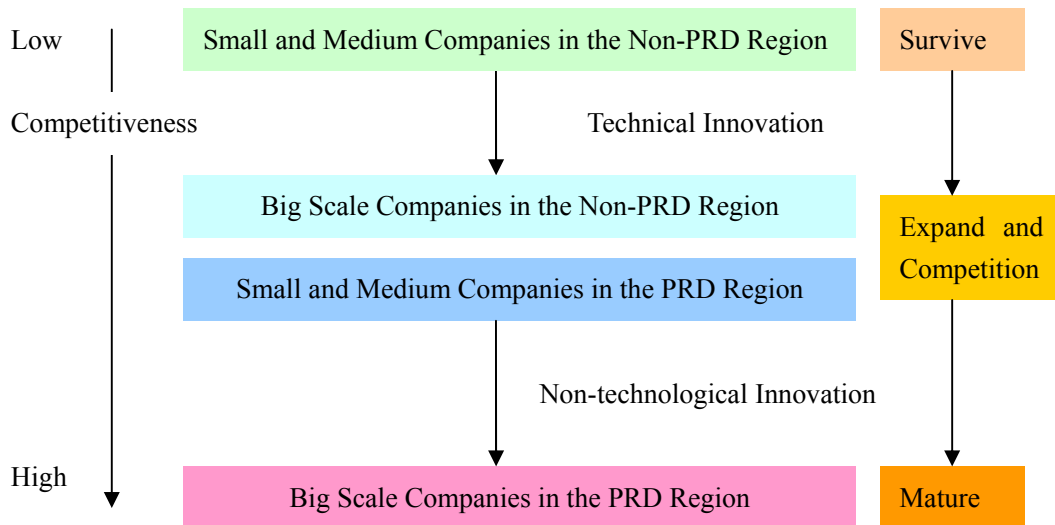 Low
Small and Medium Companies in the Non-PRD Region
Survive
Competitiveness
Technical Innovation
Big Scale Companies in the Non-PRD Region
Expand and
Competition
Small and Medium Companies in the PRD Region
Non-technological Innovation
High
Big Scale Companies in the PRD Region
Mature